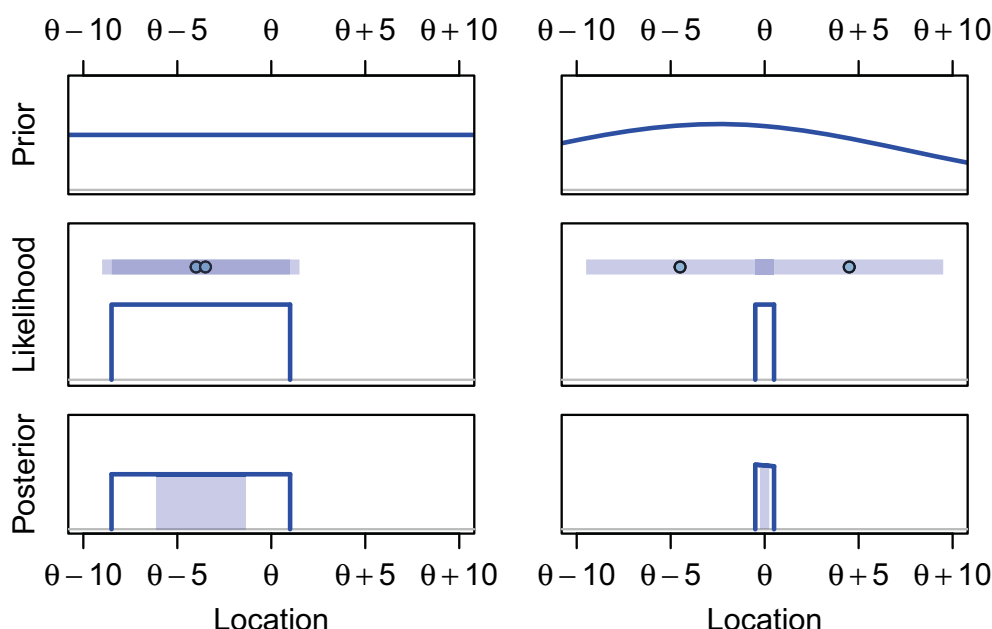 θ − 10 θ − 5 θ θ + 5 θ + 10 θ − 10 θ − 5 θ θ + 5 θ + 10
Prior
Likelihood
Posterior
θ − 10 θ − 5 θ θ + 5 θ + 10 θ − 10 θ − 5 θ θ + 5 θ + 10
Location Location